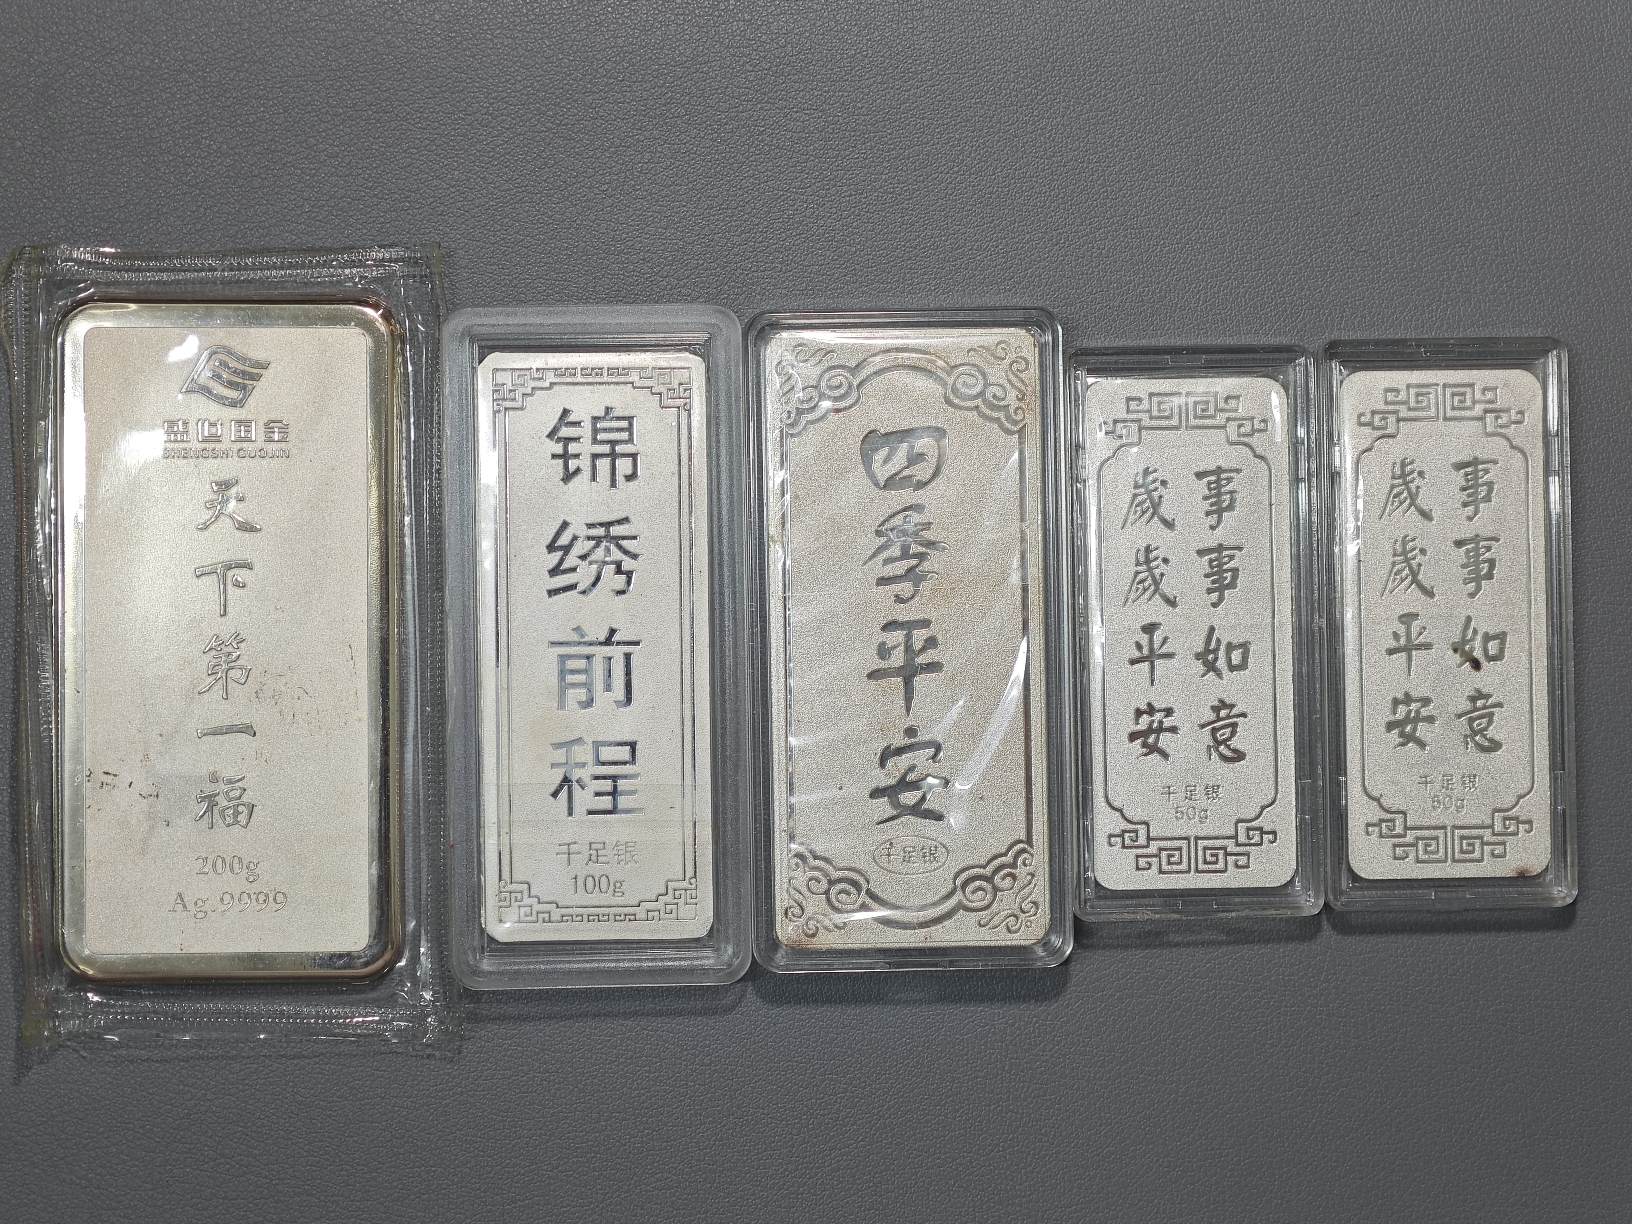 盛世国金
SHENGSHI GUOJIN
天下第一福
200g
Ag.9999
锦绣前程
千足银
100g
四季平安
千足银
事事如意
歲歲平安
千足银
50g
事事如意
歲歲平安
千足银
50g